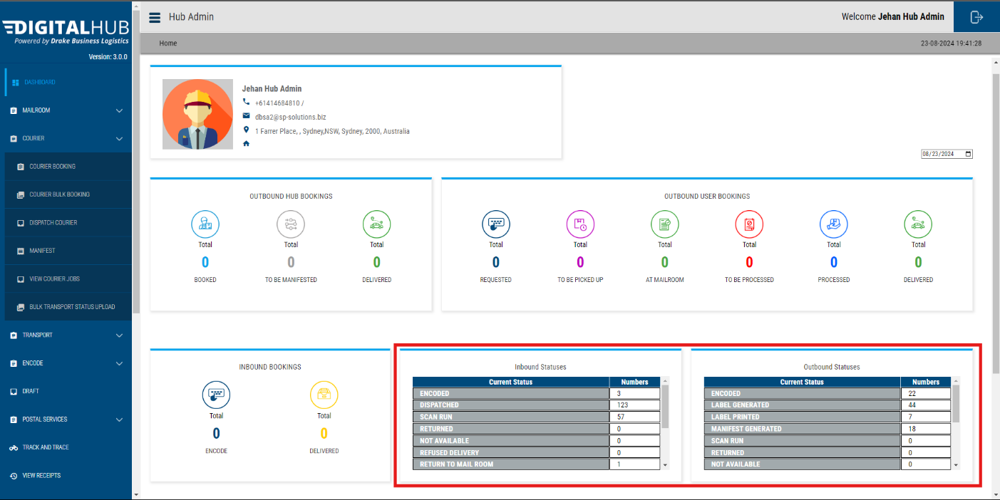 DIGITALHUB
Powered by Drake Business Logistics
Version: 3.0.0
DASHBOARD
MAILROOM
COURIER
COURIER BOOKING
COURIER BULK BOOKING
DISPATCH COURIER
MANIFEST
VIEW COURIER JOBS
BULK TRANSPORT STATUS UPLOAD
TRANSPORT
ENCODE
DRAFT
POSTAL SERVICES
TRACK AND TRACE
VIEW RECEIPTS
Hub Admin
Welcome Jehan Hub Admin
Home
23-08-2024 19:41:28
Jehan Hub Admin
+61414684810 /
dbsa2@sp-solutions.biz
1 Farrer Place, , Sydney,NSW, Sydney, 2000, Australia
08/23/2024
OUTBOUND HUB BOOKINGS
Total Total Total
0 0 0
BOOKED TO BE MANIFESTED DELIVERED
OUTBOUND USER BOOKINGS
Total Total Total Total Total Total
0 0 0 0 0 0
REQUESTED TO BE PICKED UP AT MAILROOM TO BE PROCESSED PROCESSED DELIVERED
INBOUND BOOKINGS
Total Total
0 0
ENCODE DELIVERED
Inbound Statuses
Current Status Numbers
ENCODED 3
DISPATCHED 123
SCAN RUN 57
RETURNED 0
NOT AVAILABLE 0
REFUSED DELIVERY 0
RETURN TO MAIL ROOM 1
Outbound Statuses
Current Status Numbers
ENCODED 22
LABEL GENERATED 44
LABEL PRINTED 7
MANIFEST GENERATED 18
SCAN RUN 0
RETURNED 0
NOT AVAILABLE 0